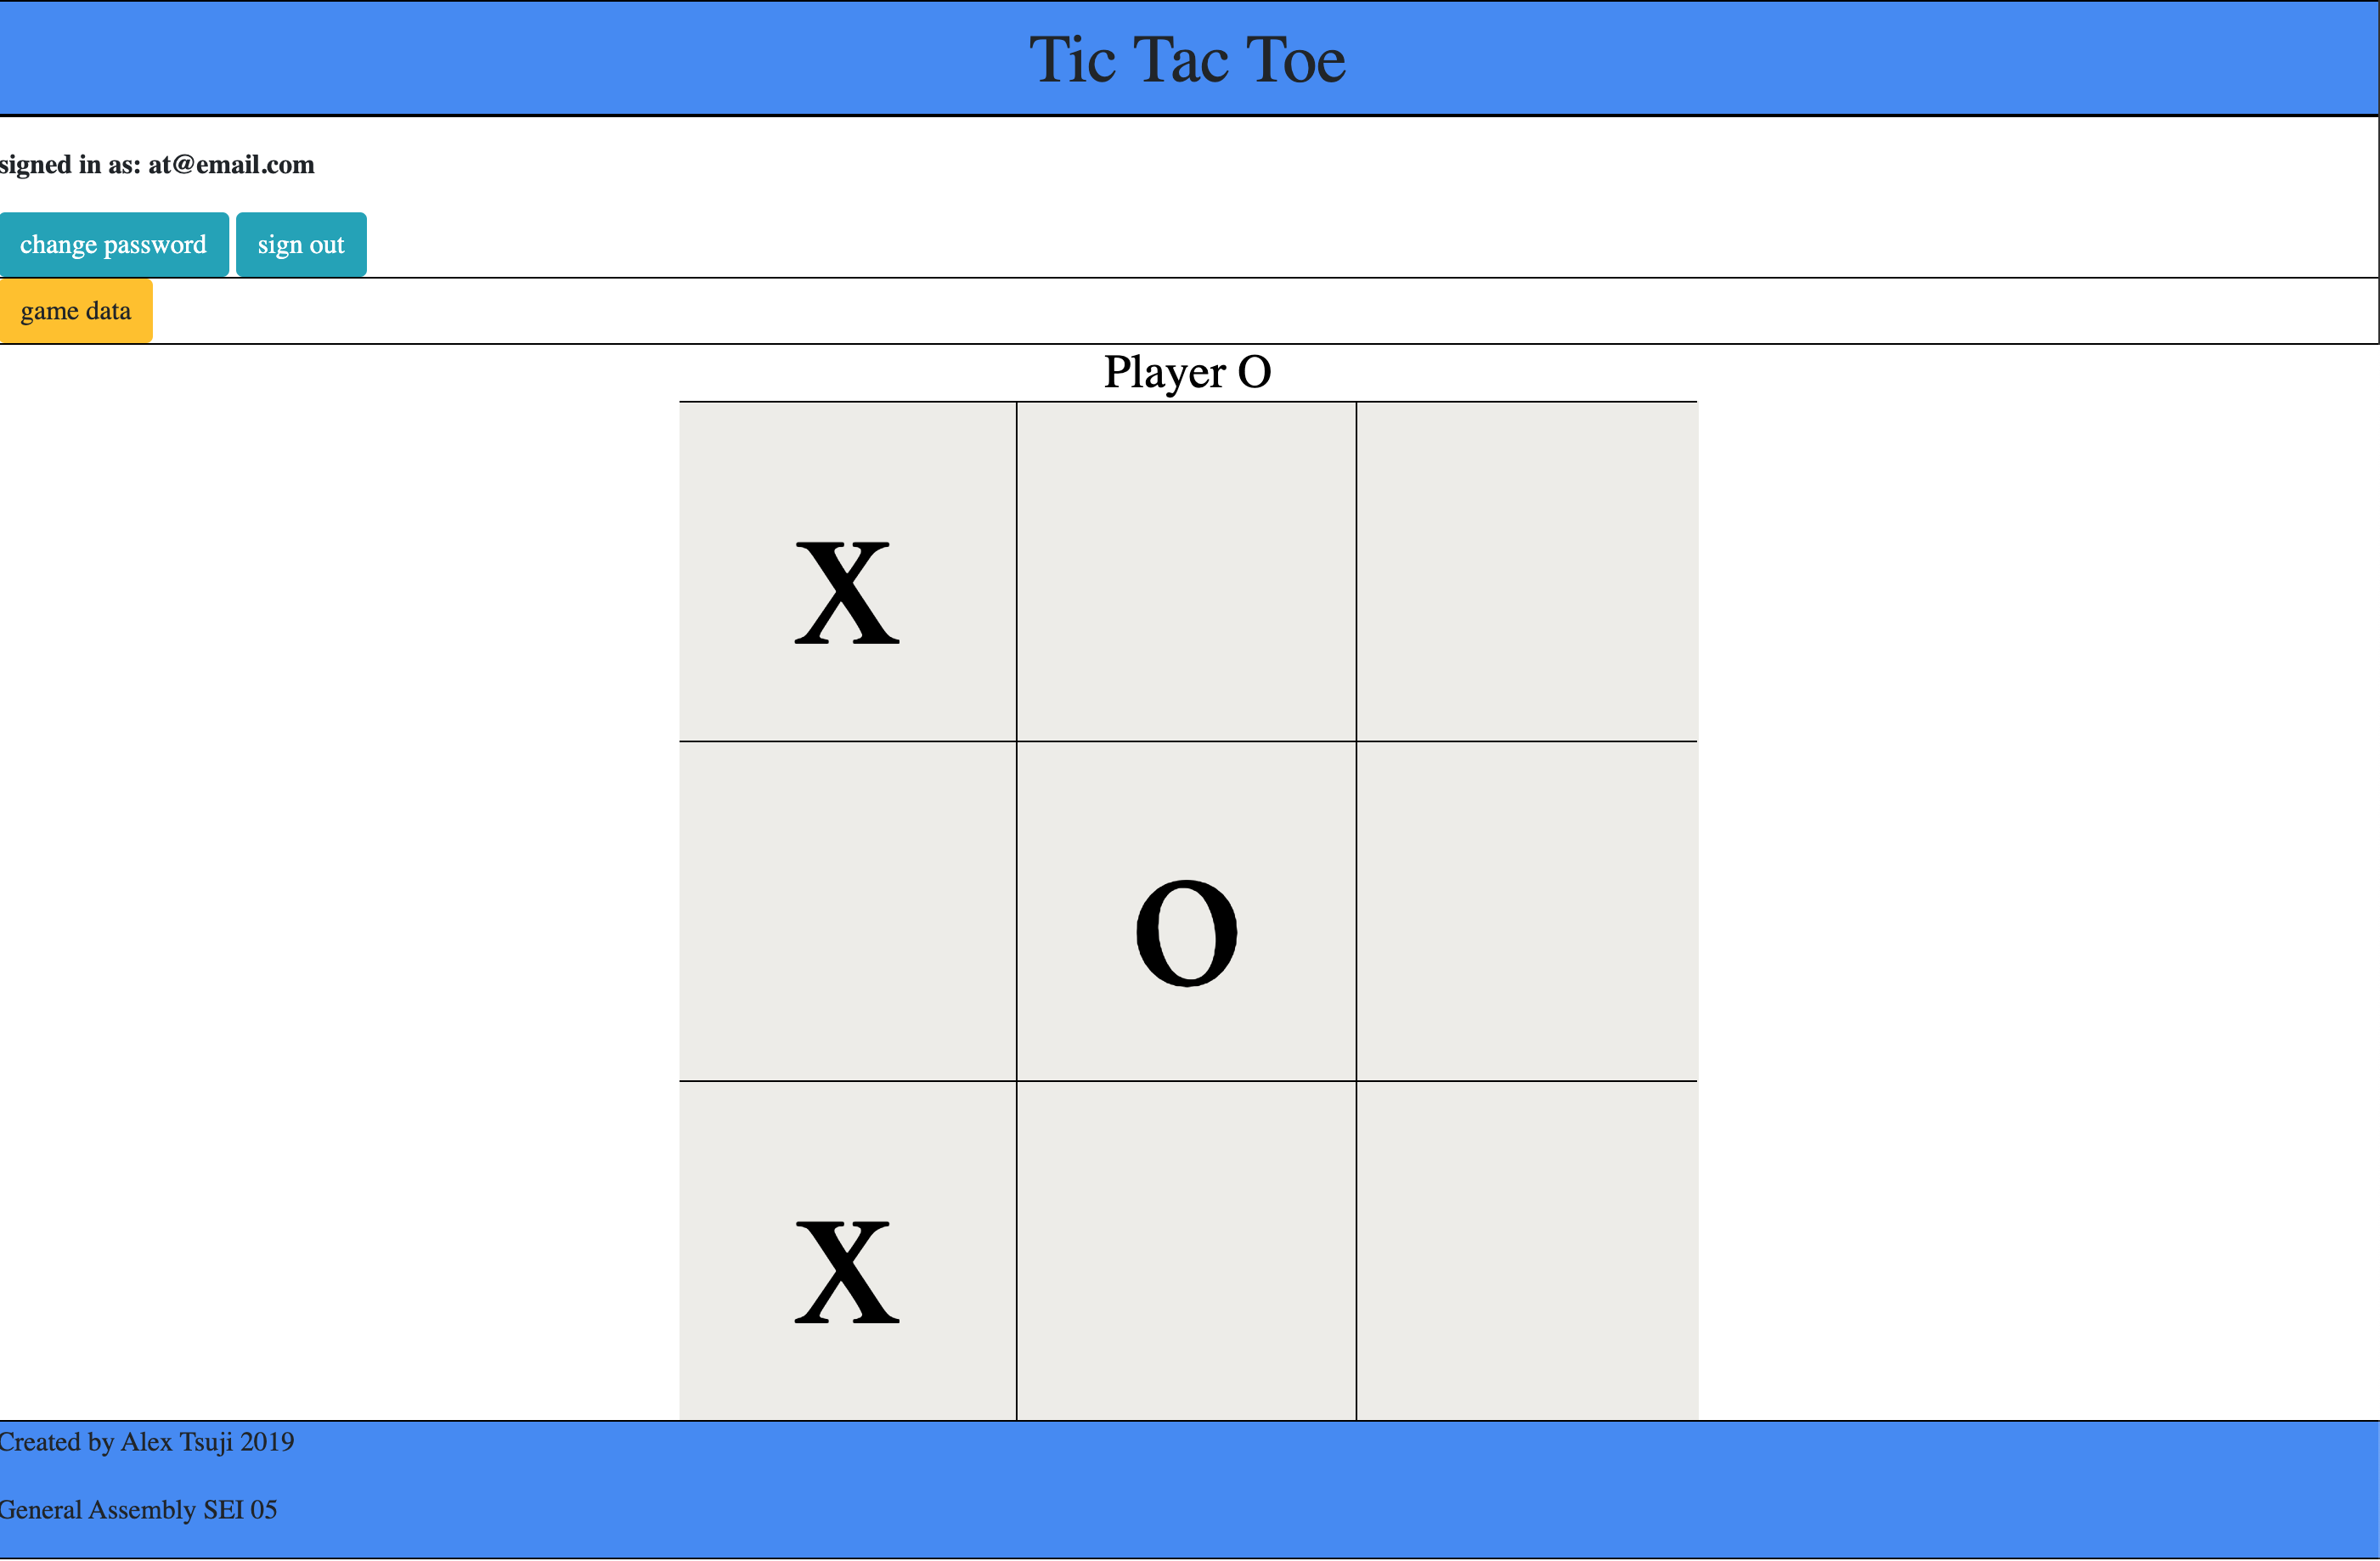 Tic Tac Toe
signed in as: at@email.com
change password sign out
game data
Player O
X
O
X
Created by Alex Tsuji 2019
General Assembly SEI 05